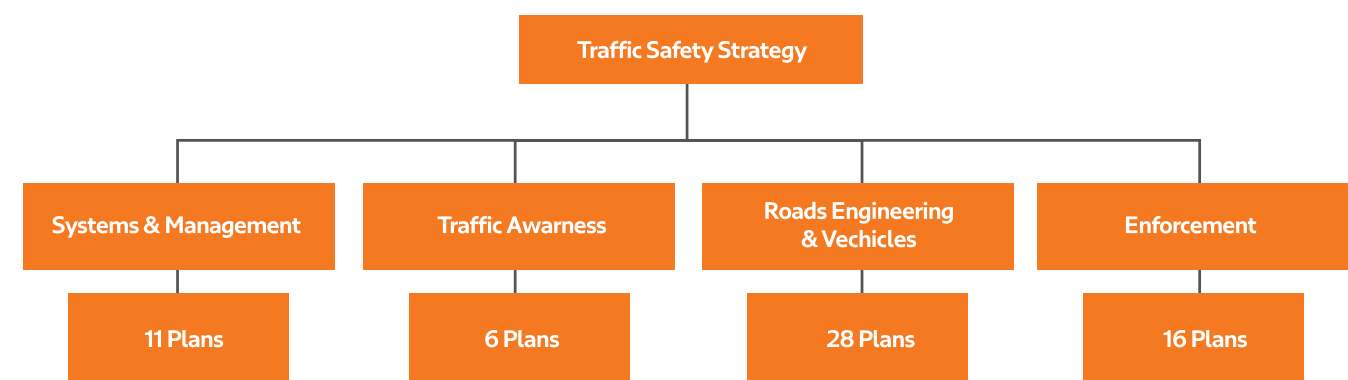 Traffic Safety Strategy
Systems & Management
Traffic Awarness
Roads Engineering
& Vechicles
Enforcement
11 Plans
6 Plans
28 Plans
16 Plans